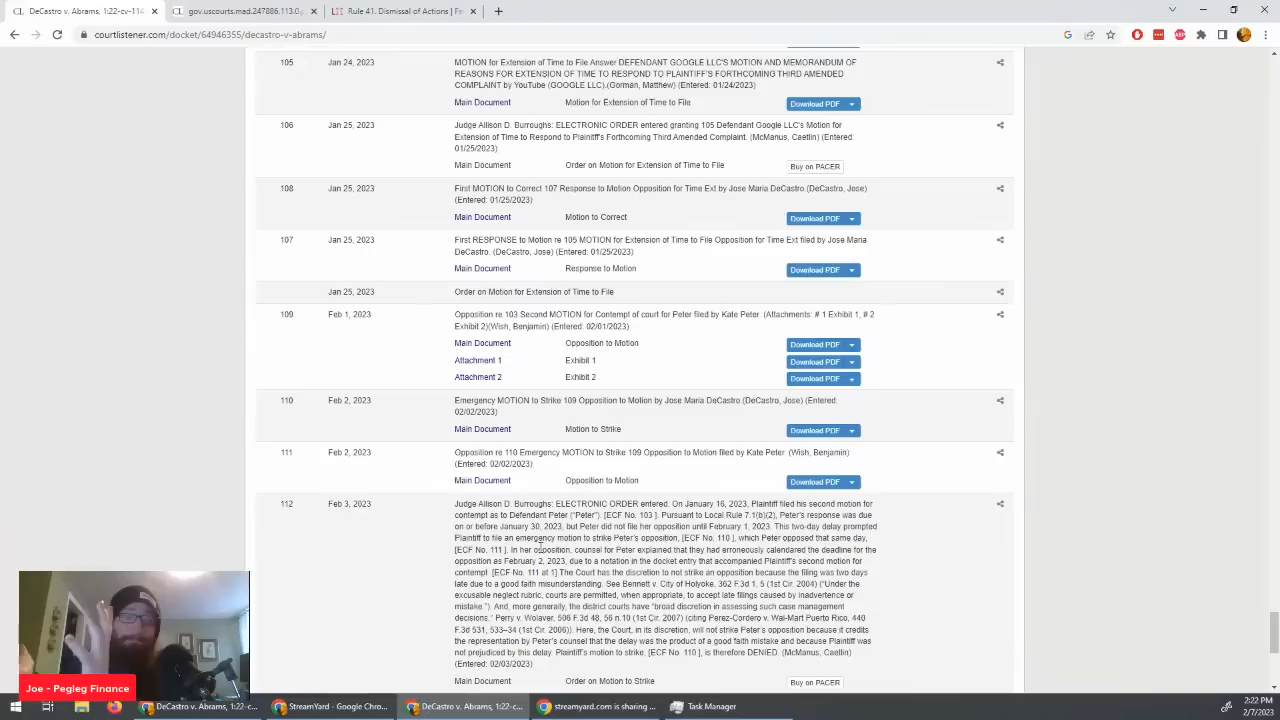 DeCastro v. Abrams, 1:22-cv-114
gov.uscourts.mad.247886.113.0
Rule 41. Dismissal of Actions | Fe
courtlistener.com/docket/64946355/decastro-v-abrams/
105 Jan 24, 2023 MOTION for Extension of Time to File Answer DEFENDANT GOOGLE LLC'S MOTION AND MEMORANDUM OF
REASONS FOR EXTENSION OF TIME TO RESPOND TO PLAINTIFF'S FORTHCOMING THIRD AMENDED
COMPLAINT by YouTube (GOOGLE LLC).(Gorman, Matthew) (Entered: 01/24/2023)
Main Document Motion for Extension of Time to File Download PDF
106 Jan 25, 2023 Judge Allison D. Burroughs: ELECTRONIC ORDER entered granting 105 Defendant Google LLC's Motion for
Extension of Time to Respond to Plaintiff's Forthcoming Third Amended Complaint. (McManus, Caetlin) (Entered:
01/25/2023)
Main Document Order on Motion for Extension of Time to File Buy on PACER
108 Jan 25, 2023 First MOTION to Correct 107 Response to Motion Opposition for Time Ext by Jose Maria DeCastro (DeCastro, Jose)
(Entered: 01/25/2023)
Main Document Motion to Correct Download PDF
107 Jan 25, 2023 First RESPONSE to Motion re 105 MOTION for Extension of Time to File Opposition for Time Ext filed by Jose Maria
DeCastro. (DeCastro, Jose) (Entered: 01/25/2023)
Main Document Response to Motion Download PDF
Jan 25, 2023 Order on Motion for Extension of Time to File
109 Feb 1, 2023 Opposition re 103 Second MOTION for Contempt of court for Peter filed by Kate Peter. (Attachments: # 1 Exhibit 1, # 2
Exhibit 2)(Wish, Benjamin) (Entered: 02/01/2023)
Main Document Opposition to Motion Download PDF
Attachment 1 Exhibit 1 Download PDF
Attachment 2 Exhibit 2 Download PDF
110 Feb 2, 2023 Emergency MOTION to Strike 109 Opposition to Motion by Jose Maria DeCastro (DeCastro, Jose) (Entered:
02/02/2023)
Main Document Motion to Strike Download PDF
111 Feb 2, 2023 Opposition re 110 Emergency MOTION to Strike 109 Opposition to Motion filed by Kate Peter. (Wish, Benjamin)
(Entered: 02/02/2023)
Main Document Opposition to Motion Download PDF
112 Feb 3, 2023 Judge Allison D. Burroughs: ELECTRONIC ORDER entered. On January 16, 2023, Plaintiff filed his second motion for
contempt as to Defendant Peter ("Peter"). [ECF No. 103 ]. Pursuant to Local Rule 7.1(b)(2), Peter's response was due
on or before January 30, 2023, but Peter did not file her opposition until February 1, 2023. This two-day delay prompted
Plaintiff to file an emergency motion to strike Peter's opposition, [ECF No. 110 ], which Peter opposed that same day,
[ECF No. 111 ]. In her opposition, counsel for Peter explained that they had erroneously calendared the deadline for the
opposition as February 2, 2023, due to a notation in the docket entry that accompanied Plaintiff's second motion for
contempt. [ECF No. 111 at 1] The Court has the discretion to not strike an opposition because the filing was two days
late due to a good faith misunderstanding. See Bennett v. City of Holyoke, 362 F.3d 1, 5 (1st Cir. 2004) ("Under the
excusable neglect rubric, courts are permitted, when appropriate, to accept late filings caused by inadvertence or
mistake."). And, more generally, the district courts have "broad discretion in assessing such case management
decisions." Perry v. Wolaver, 506 F.3d 48, 56 n.10 (1st Cir. 2007) (citing Perez-Cordero v. Wal-Mart Puerto Rico, 440
F.3d 531, 533–34 (1st Cir. 2006)). Here, the Court, in its discretion, will not strike Peter's opposition because it credits
the representation by Peter's counsel that the delay was the product of a good faith mistake and because Plaintiff was
not prejudiced by this delay. Plaintiff's motion to strike, [ECF No. 110 ], is therefore DENIED. (McManus, Caetlin)
(Entered: 02/03/2023)
Main Document Order on Motion to Strike Buy on PACER
Joe - Pegleg Finance
DeCastro v. Abrams, 1:22-c...
StreamYard - Google Chro...
DeCastro v. Abrams, 1:22-c...
streamyard.com is sharing ...
Task Manager
2:22 PM
2/7/2023